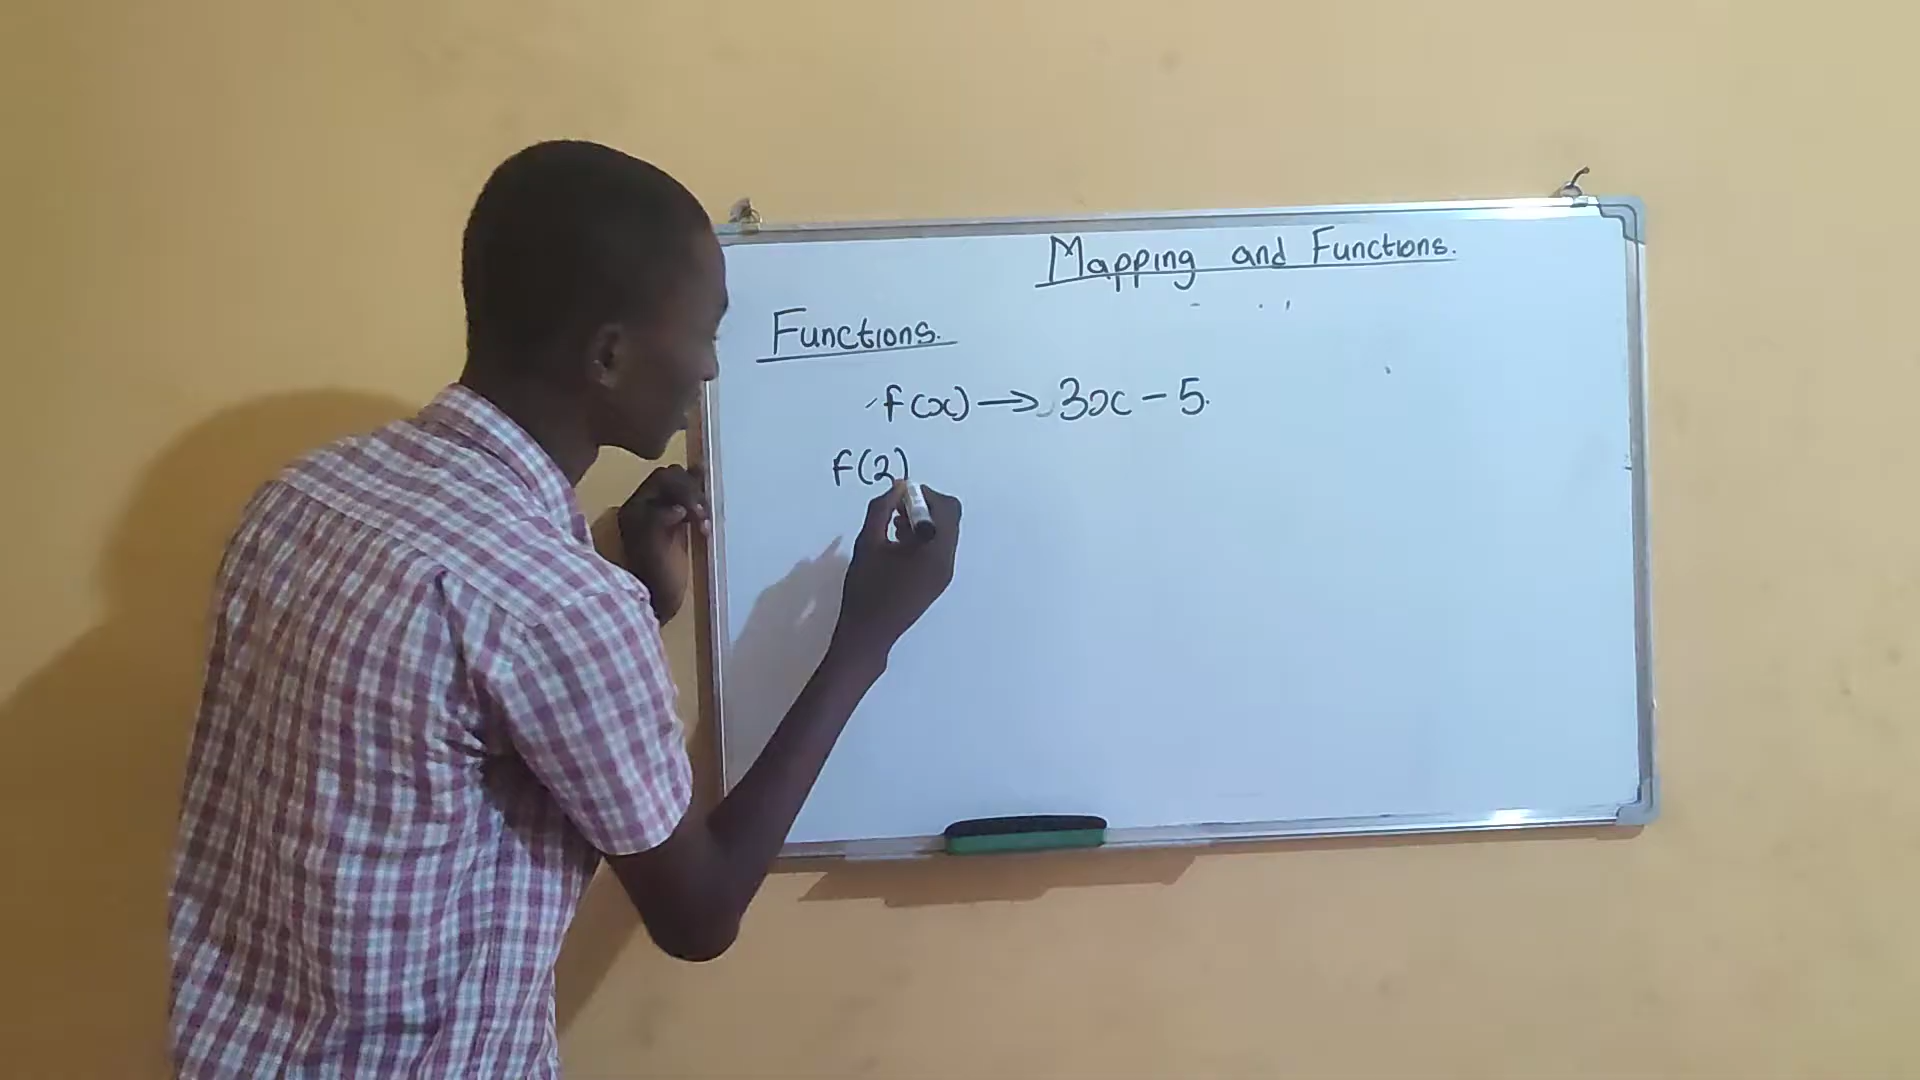 Mapping and Functions.
Functions.
f(x) → 3x - 5.
f(2)